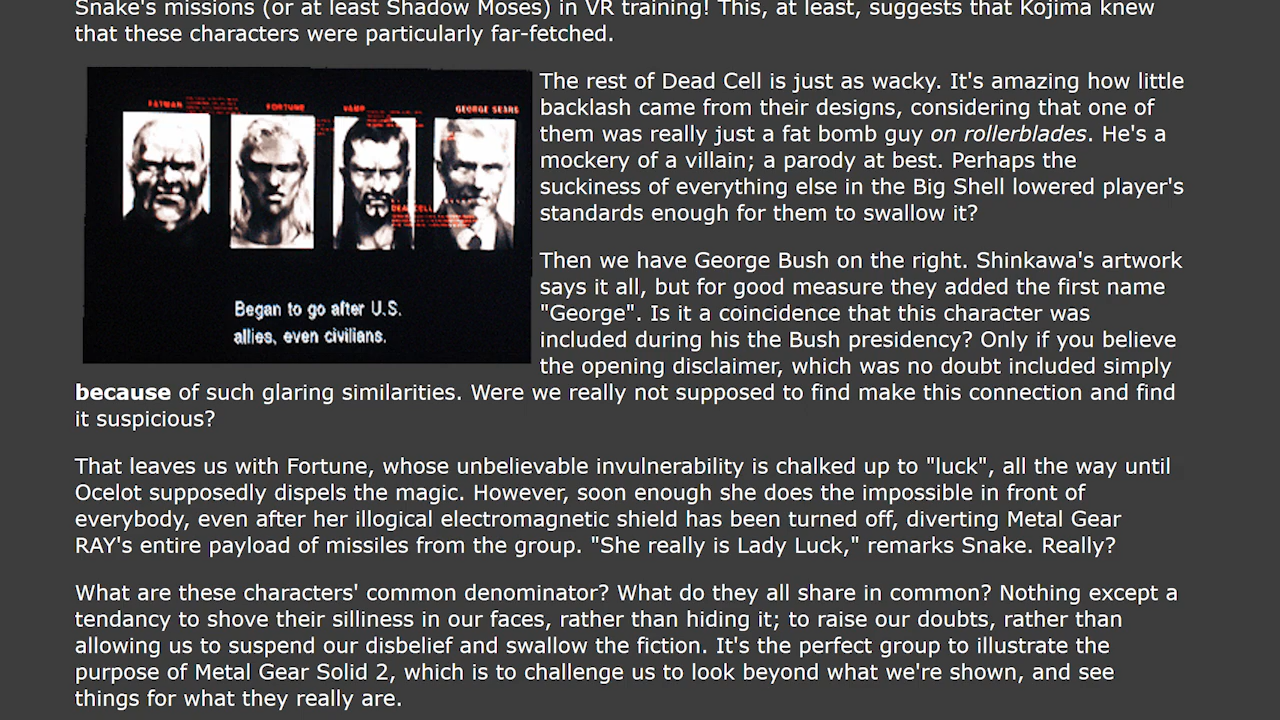 Snake's missions (or at least Shadow Moses) in VR training! This, at least, suggests that Kojima knew
that these characters were particularly far-fetched.
FATMAN
FORTUNE
VAMP
GEORGE SEARS
DEAD CELL
Began to go after U.S.
allies, even civilians.
The rest of Dead Cell is just as wacky. It's amazing how little
backlash came from their designs, considering that one of
them was really just a fat bomb guy on rollerblades. He's a
mockery of a villain; a parody at best. Perhaps the
suckiness of everything else in the Big Shell lowered player's
standards enough for them to swallow it?
Then we have George Bush on the right. Shinkawa's artwork
says it all, but for good measure they added the first name
"George". Is it a coincidence that this character was
included during his the Bush presidency? Only if you believe
the opening disclaimer, which was no doubt included simply
because of such glaring similarities. Were we really not supposed to find make this connection and find
it suspicious?
That leaves us with Fortune, whose unbelievable invulnerability is chalked up to "luck", all the way until
Ocelot supposedly dispels the magic. However, soon enough she does the impossible in front of
everybody, even after her illogical electromagnetic shield has been turned off, diverting Metal Gear
RAY's entire payload of missiles from the group. "She really is Lady Luck," remarks Snake. Really?
What are these characters' common denominator? What do they all share in common? Nothing except a
tendancy to shove their silliness in our faces, rather than hiding it; to raise our doubts, rather than
allowing us to suspend our disbelief and swallow the fiction. It's the perfect group to illustrate the
purpose of Metal Gear Solid 2, which is to challenge us to look beyond what we're shown, and see
things for what they really are.